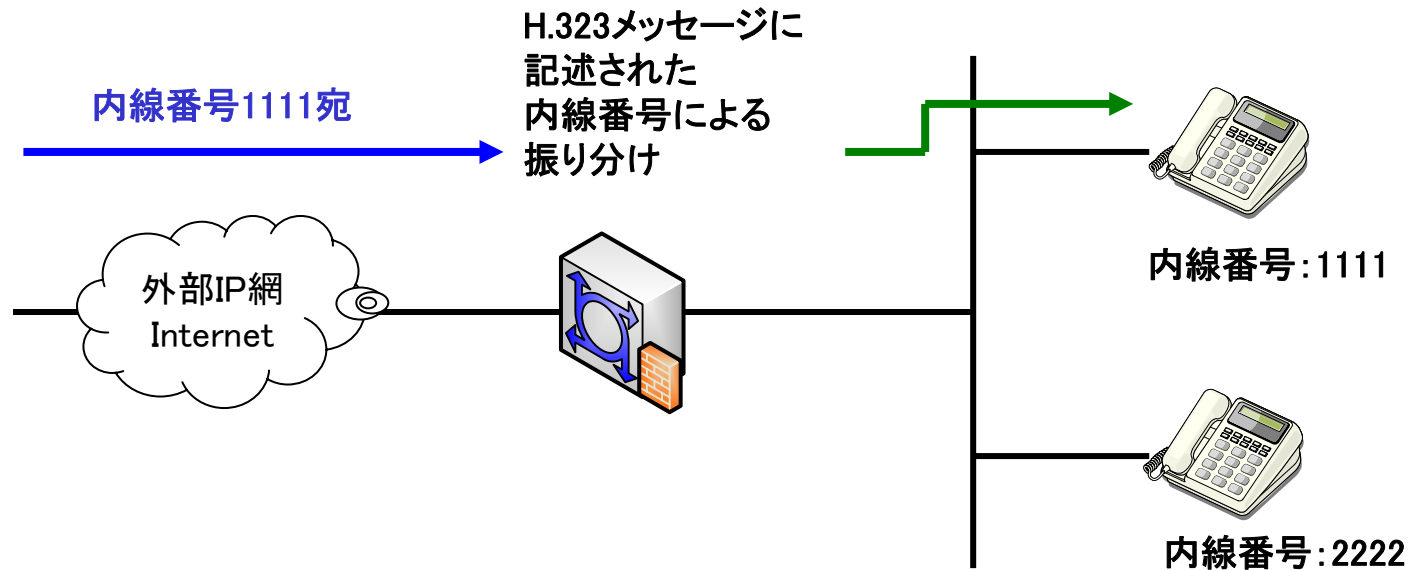 H.323メッセージに
記述された
内線番号による
振り分け
内線番号1111宛
外部IP網
Internet
内線番号：1111
内線番号：2222